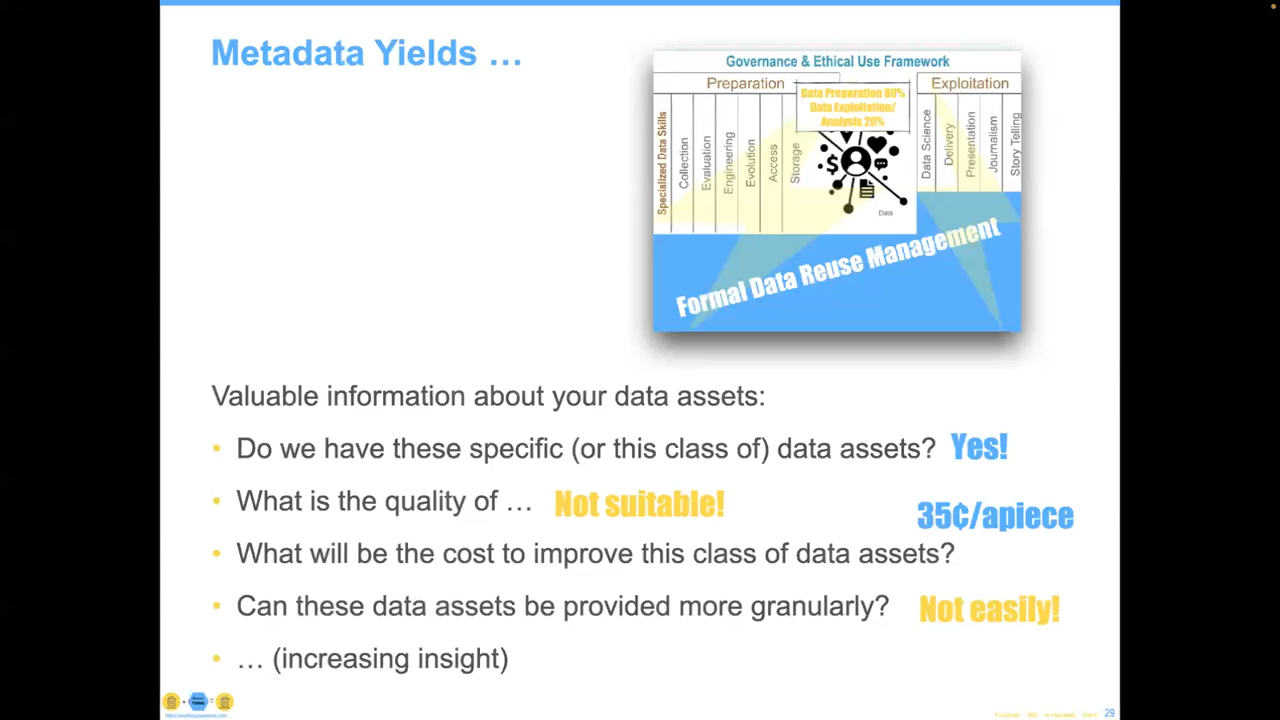 Metadata Yields …
Governance & Ethical Use Framework
Preparation
Exploitation
Data Preparation 80%
Data Exploitation/
Analysis 20%
Specialized Data Skills
Collection
Evaluation
Engineering
Evolution
Access
Storage
Data
Data Science
Delivery
Presentation
Journalism
Story Telling
Formal Data Reuse Management
Valuable information about your data assets:
• Do we have these specific (or this class of) data assets? Yes!
• What is the quality of … Not suitable!
35¢/apiece
• What will be the cost to improve this class of data assets?
• Can these data assets be provided more granularly? Not easily!
• … (increasing insight)
29